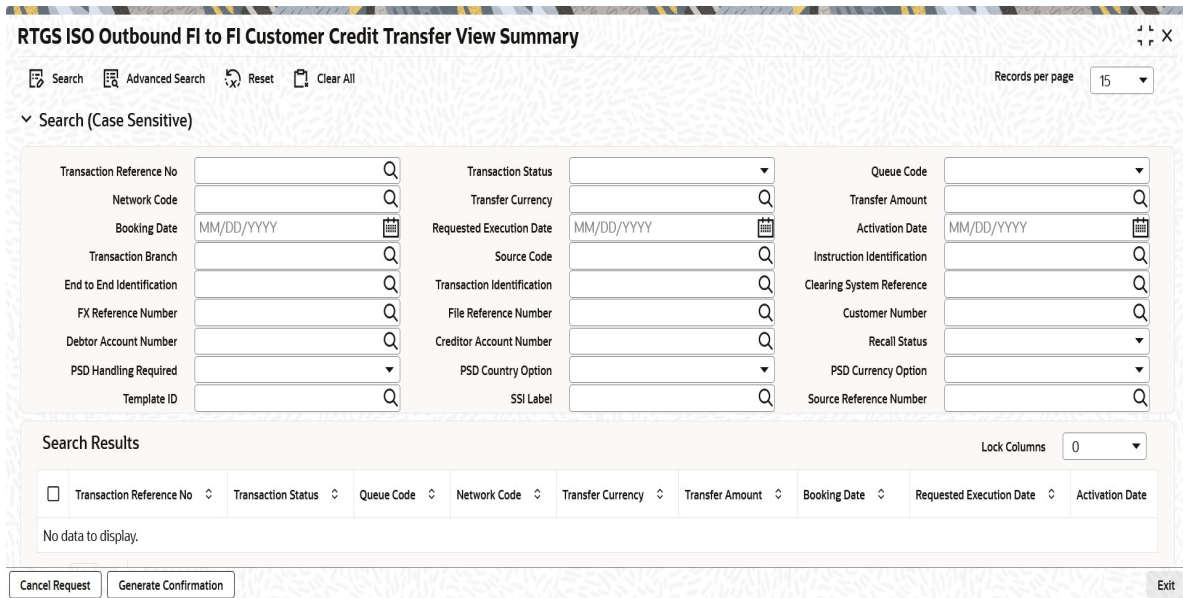 RTGS ISO Outbound FI to FI Customer Credit Transfer View Summary
Search Advanced Search Reset Clear All Records per page 15
Search (Case Sensitive)
Transaction Reference No Transaction Status Queue Code
Network Code Transfer Currency Transfer Amount
Booking Date MM/DD/YYYY Requested Execution Date MM/DD/YYYY Activation Date MM/DD/YYYY
Transaction Branch Source Code Instruction Identification
End to End Identification Transaction Identification Clearing System Reference
FX Reference Number File Reference Number Customer Number
Debtor Account Number Creditor Account Number Recall Status
PSD Handling Required PSD Country Option PSD Currency Option
Template ID SSI Label Source Reference Number
Search Results Lock Columns 0
Transaction Reference No Transaction Status Queue Code Network Code Transfer Currency Transfer Amount Booking Date Requested Execution Date Activation Date
No data to display.
Cancel Request Generate Confirmation Exit